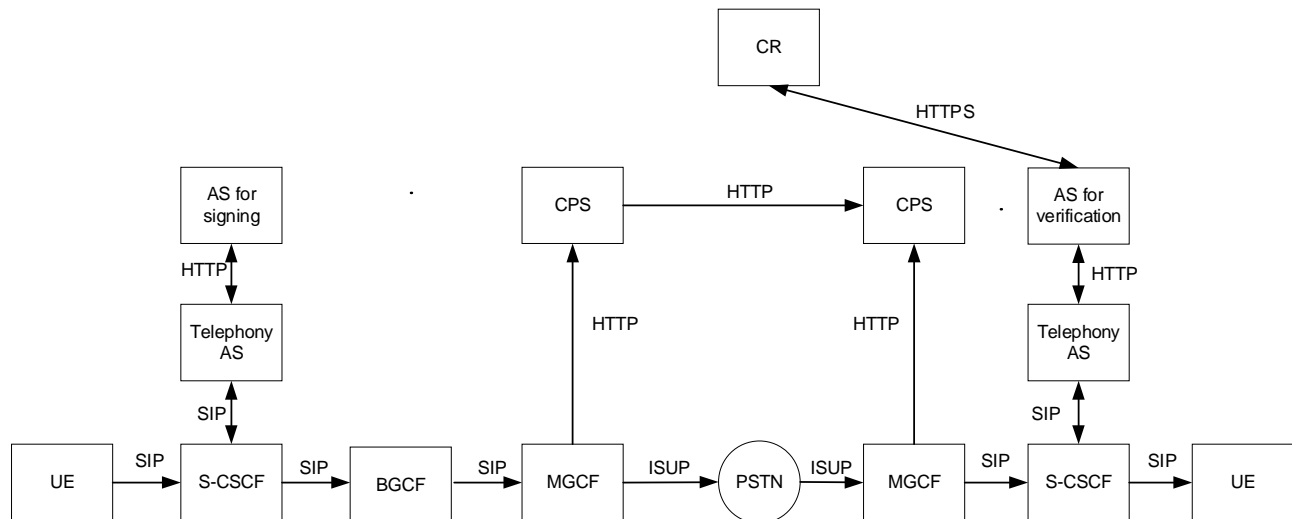 CR
HTTPS
AS for
signing
CPS
HTTP
CPS
AS for
verification
HTTP
HTTP
Telephony
AS
HTTP
HTTP
Telephony
AS
SIP
SIP
UE
SIP
S-CSCF
SIP
BGCF
SIP
MGCF
ISUP
PSTN
ISUP
MGCF
SIP
S-CSCF
SIP
UE